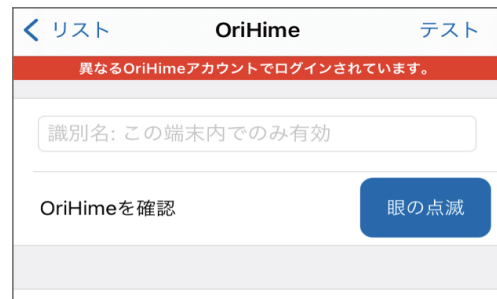 リスト OriHime テスト
異なるOriHimeアカウントでログインされています。
識別名: この端末内でのみ有効
OriHimeを確認 眼の点滅